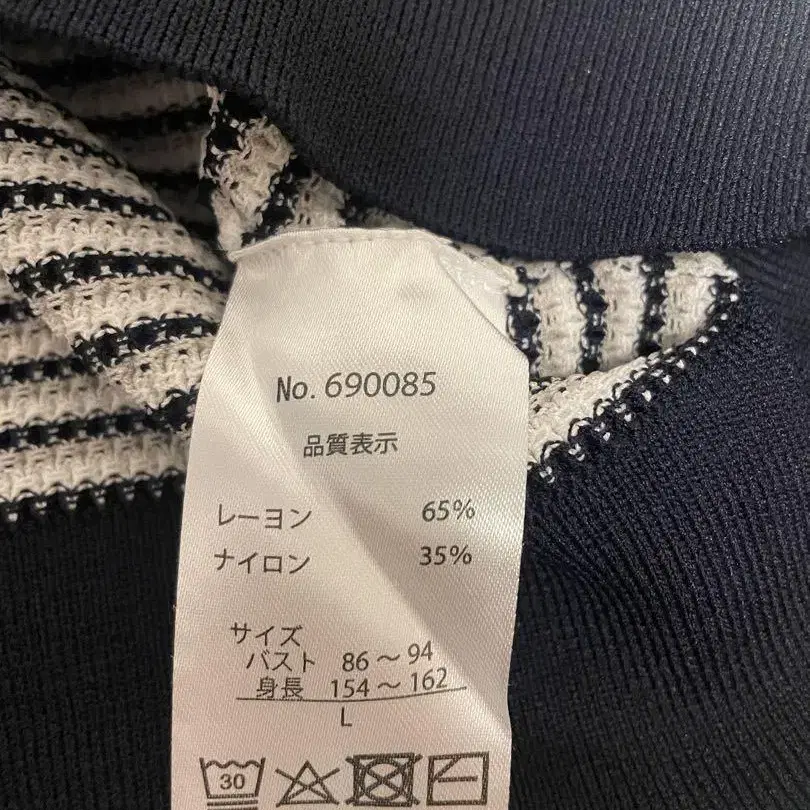 No. 690085
品質表示
レーヨン 65%
ナイロン 35%
サイズ
バスト 86～94
身長 154～162
L
30